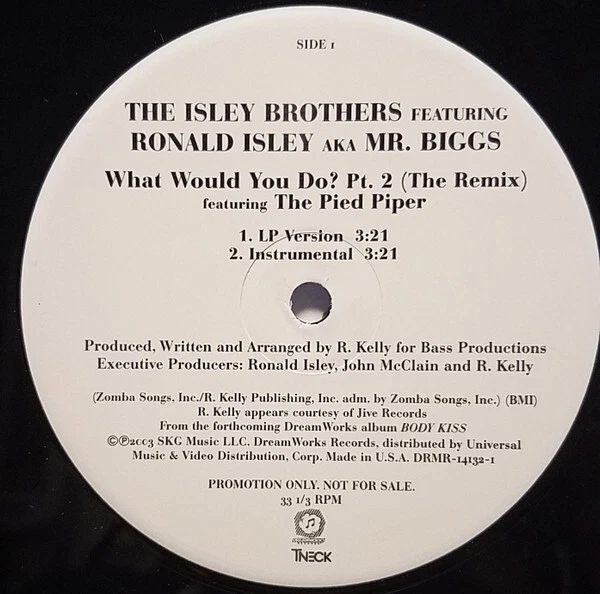 SIDE 1
THE ISLEY BROTHERS FEATURING
RONALD ISLEY AKA MR. BIGGS
What Would You Do? Pt. 2 (The Remix)
featuring The Pied Piper
1. LP Version 3:21
2. Instrumental 3:21
Produced, Written and Arranged by R. Kelly for Bass Productions
Executive Producers: Ronald Isley, John McClain and R. Kelly
(Zomba Songs, Inc./R. Kelly Publishing, Inc. adm. by Zomba Songs, Inc.) (BMI)
R. Kelly appears courtesy of Jive Records
From the forthcoming DreamWorks album BODY KISS
©℗2003 SKG Music LLC. DreamWorks Records, distributed by Universal
Music & Video Distribution, Corp. Made in U.S.A. DRMR-14132-1
PROMOTION ONLY. NOT FOR SALE.
33 1/3 RPM
TNECK